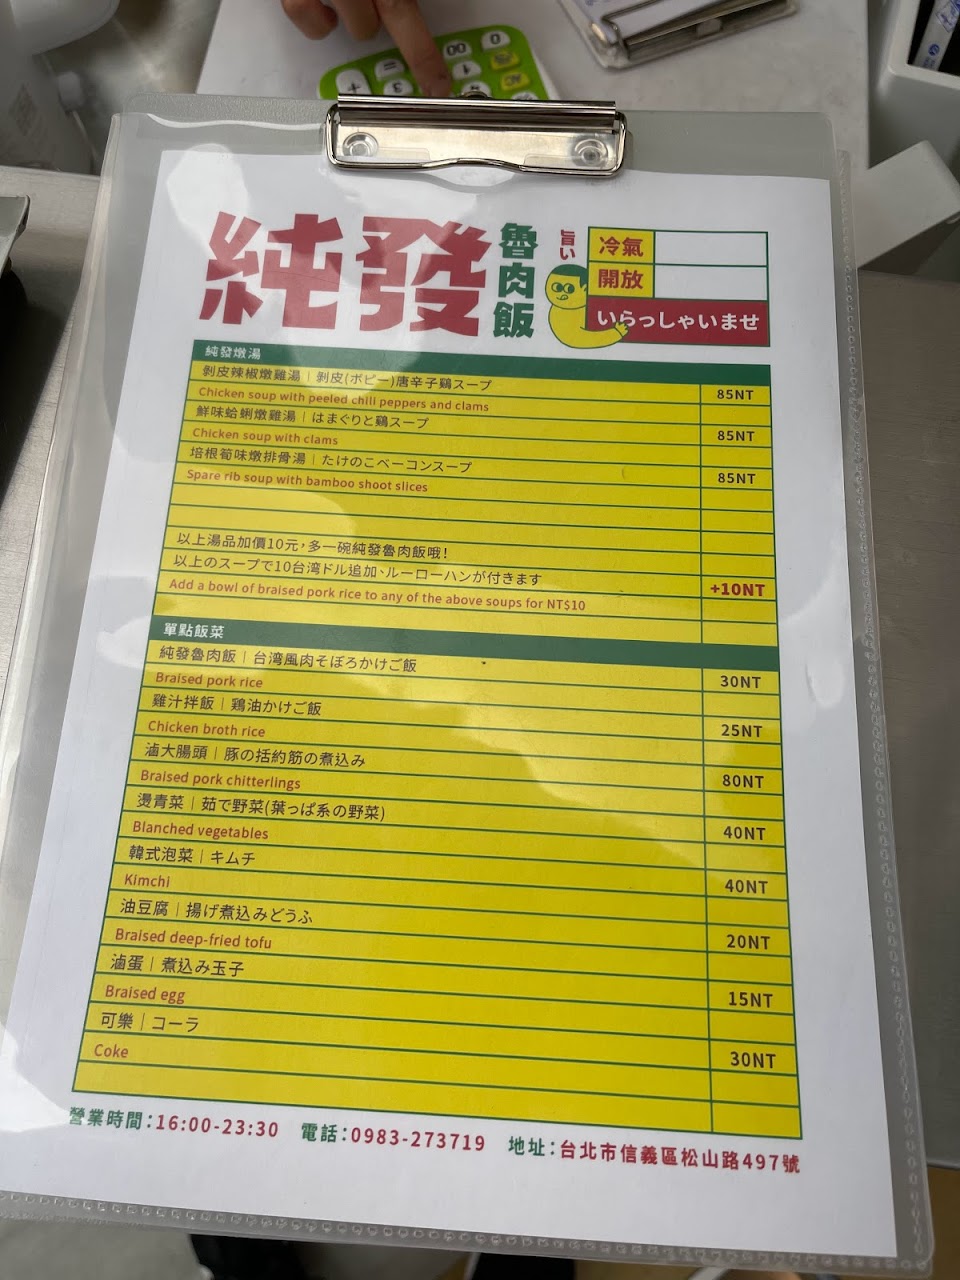 純發
魯肉飯
旨い
冷氣
開放
いらっしゃいませ
純發燉湯
剝皮辣椒燉雞湯｜剝皮(ポピー)唐辛子鷄スープ
Chicken soup with peeled chili peppers and clams
85NT
鮮味蛤蜊燉雞湯｜はまぐりと鷄スープ
Chicken soup with clams
85NT
培根筍味燉排骨湯｜たけのこベーコンスープ
Spare rib soup with bamboo shoot slices
85NT
以上湯品加價10元，多一碗純發魯肉飯哦！
以上のスープで10台湾ドル追加、ルーローハンが付きます
Add a bowl of braised pork rice to any of the above soups for NT$10
+10NT
單點飯菜
純發魯肉飯｜台湾風肉そぼろかけご飯
Braised pork rice
30NT
雞汁拌飯｜鶏油かけご飯
Chicken broth rice
25NT
滷大腸頭｜豚の括約筋の煮込み
Braised pork chitterlings
80NT
燙青菜｜茹で野菜(葉っぱ系の野菜)
Blanched vegetables
40NT
韓式泡菜｜キムチ
Kimchi
40NT
油豆腐｜揚げ煮込みどうふ
Braised deep-fried tofu
20NT
滷蛋｜煮込み玉子
Braised egg
15NT
可樂｜コーラ
Coke
30NT
營業時間：16:00-23:30 電話：0983-273719 地址：台北市信義區松山路497號